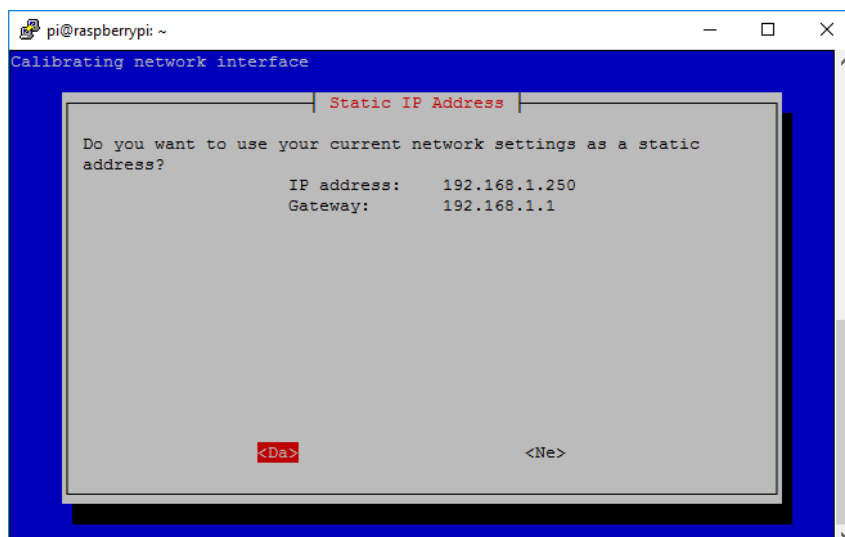 pi@raspberrypi: ~
Calibrating network interface
Static IP Address
Do you want to use your current network settings as a static
address?
IP address: 192.168.1.250
Gateway: 192.168.1.1
<Da> <Ne>